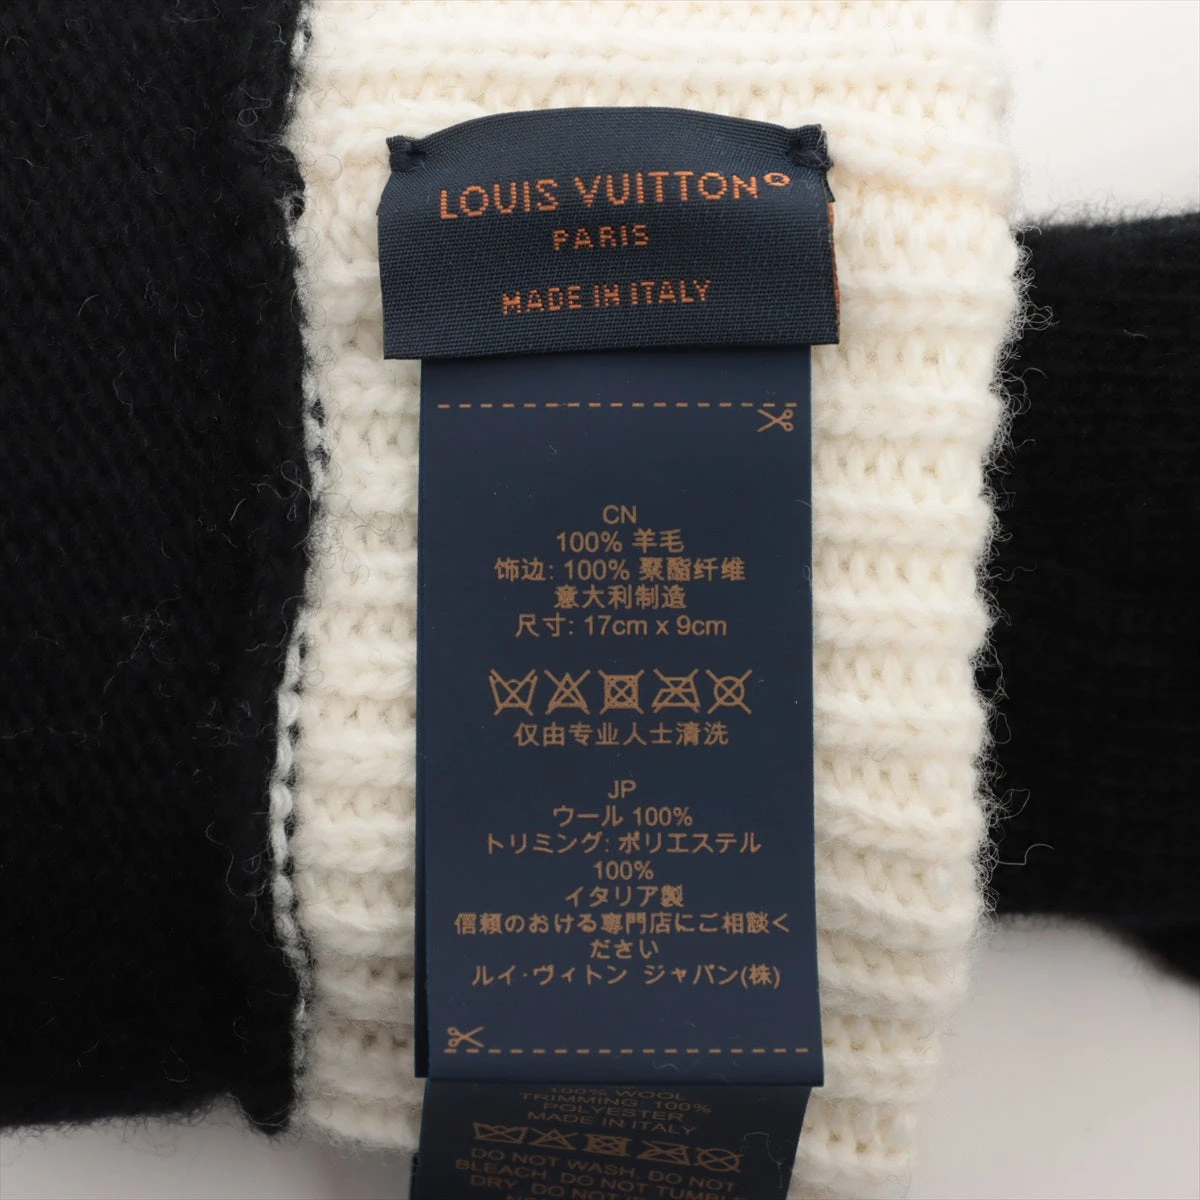 LOUIS VUITTON
PARIS
MADE IN ITALY
CN
100% 羊毛
饰边: 100% 聚酯纤维
意大利制造
尺寸: 17cm x 9cm
仅由专业人士清洗
JP
ウール 100%
トリミング: ポリエステル
100%
イタリア製
信頼のおける専門店にご相談く
ださい
ルイ·ヴィトン ジャパン(株)
100% WOOL
TRIMMING: 100%
POLYESTER
MADE IN ITALY
DO NOT WASH, DO NOT
BLEACH, DO NOT TUMBLE
DRY, DO NOT